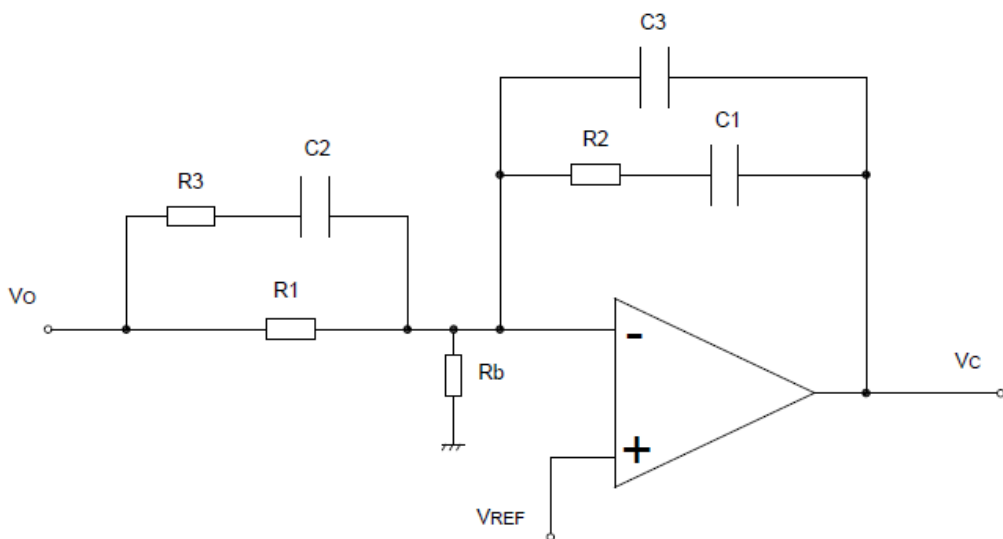 C3
C1
R2
C2
R3
R1
VO
Rb
-
+
VC
VREF